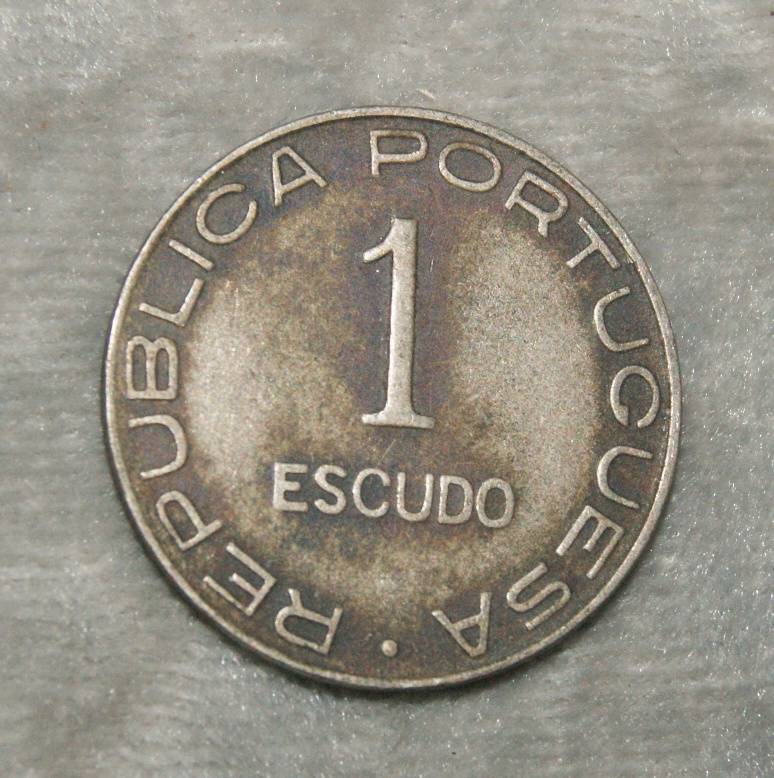 REPUBLICA PORTUGUESA •
1
ESCUDO